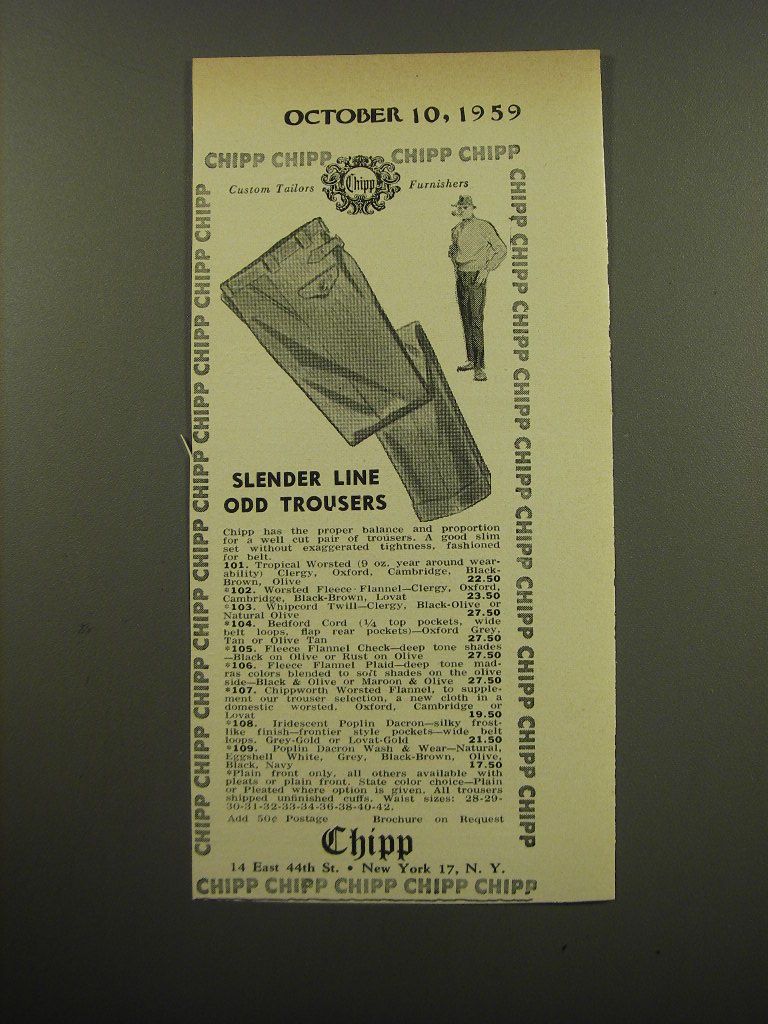 OCTOBER 10, 1959
CHIPP CHIPP CHIPP CHIPP
Custom Tailors Chipp Furnishers
CHIPP CHIPP CHIPP CHIPP CHIPP CHIPP CHIPP CHIPP CHIPP CHIPP
CHIPP CHIPP CHIPP CHIPP CHIPP CHIPP CHIPP CHIPP CHIPP CHIPP
SLENDER LINE
ODD TROUSERS
Chipp has the proper balance and proportion
for a well cut pair of trousers. A good slim
set without exaggerated tightness, fashioned
for belt.
101. Tropical Worsted (9 oz. year around wear-
ability) Clergy, Oxford, Cambridge, Black-
Brown, Olive 22.50
*102. Worsted Fleece Flannel—Clergy, Oxford,
Cambridge, Black-Brown, Lovat 23.50
*103. Whipcord Twill—Clergy, Black-Olive or
Natural Olive 27.50
*104. Bedford Cord (¼ top pockets, wide
belt loops, flap rear pockets)—Oxford Grey,
Tan or Olive Tan 27.50
*105. Fleece Flannel Check—deep tone shades
—Black on Olive or Rust on Olive 27.50
*106. Fleece Flannel Plaid—deep tone mad-
ras colors blended to soft shades on the olive
side—Black & Olive or Maroon & Olive 27.50
*107. Chippworth Worsted Flannel, to supple-
ment our trouser selection, a new cloth in a
domestic worsted. Oxford, Cambridge or
Lovat 19.50
*108. Iridescent Poplin Dacron—silky frost-
like finish—frontier style pockets—wide belt
loops. Grey-Gold or Lovat-Gold 21.50
*109. Poplin Dacron Wash & Wear—Natural,
Eggshell White, Grey, Black-Brown, Olive,
Black, Navy 17.50
*Plain front only, all others available with
pleats or plain front. State color choice—Plain
or Pleated where option is given. All trousers
shipped unfinished cuffs. Waist sizes: 28-29-
30-31-32-33-34-36-38-40-42.
Add 50¢ Postage Brochure on Request
Chipp
14 East 44th St. • New York 17, N. Y.
CHIPP CHIPP CHIPP CHIPP CHIPP